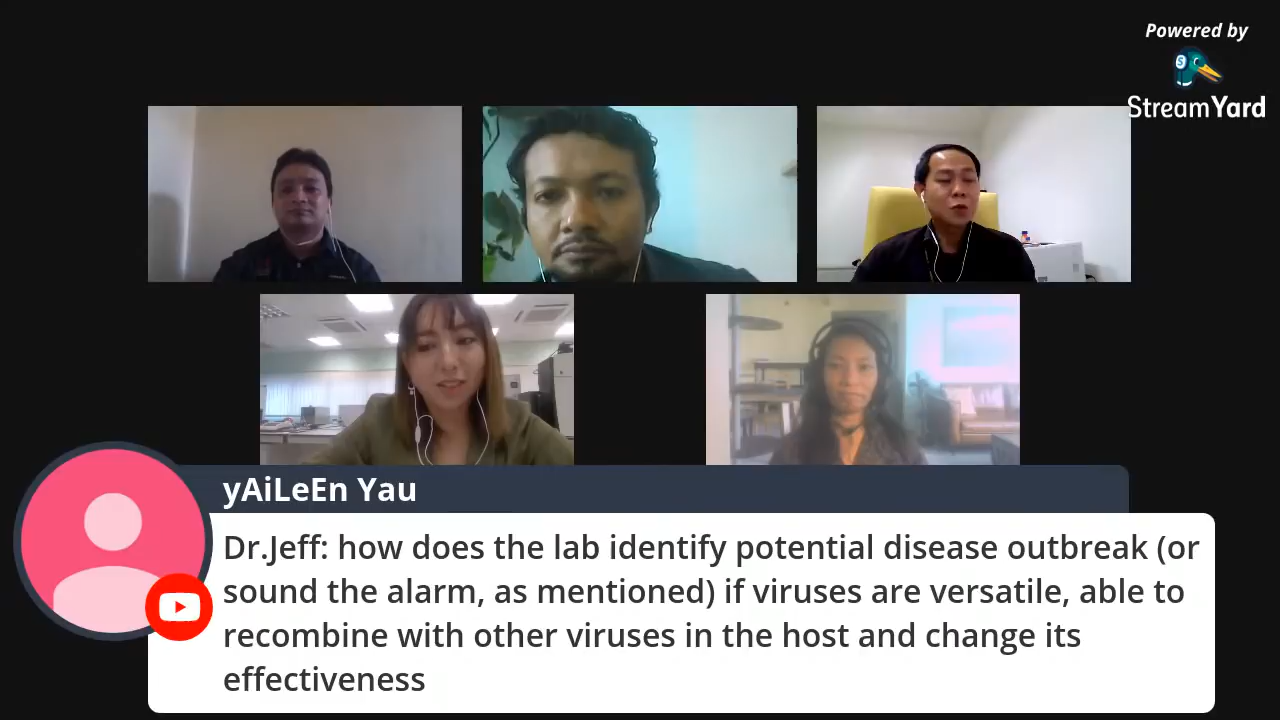 Powered by
StreamYard
yAiLeEn Yau
Dr.Jeff: how does the lab identify potential disease outbreak (or
sound the alarm, as mentioned) if viruses are versatile, able to
recombine with other viruses in the host and change its
effectiveness